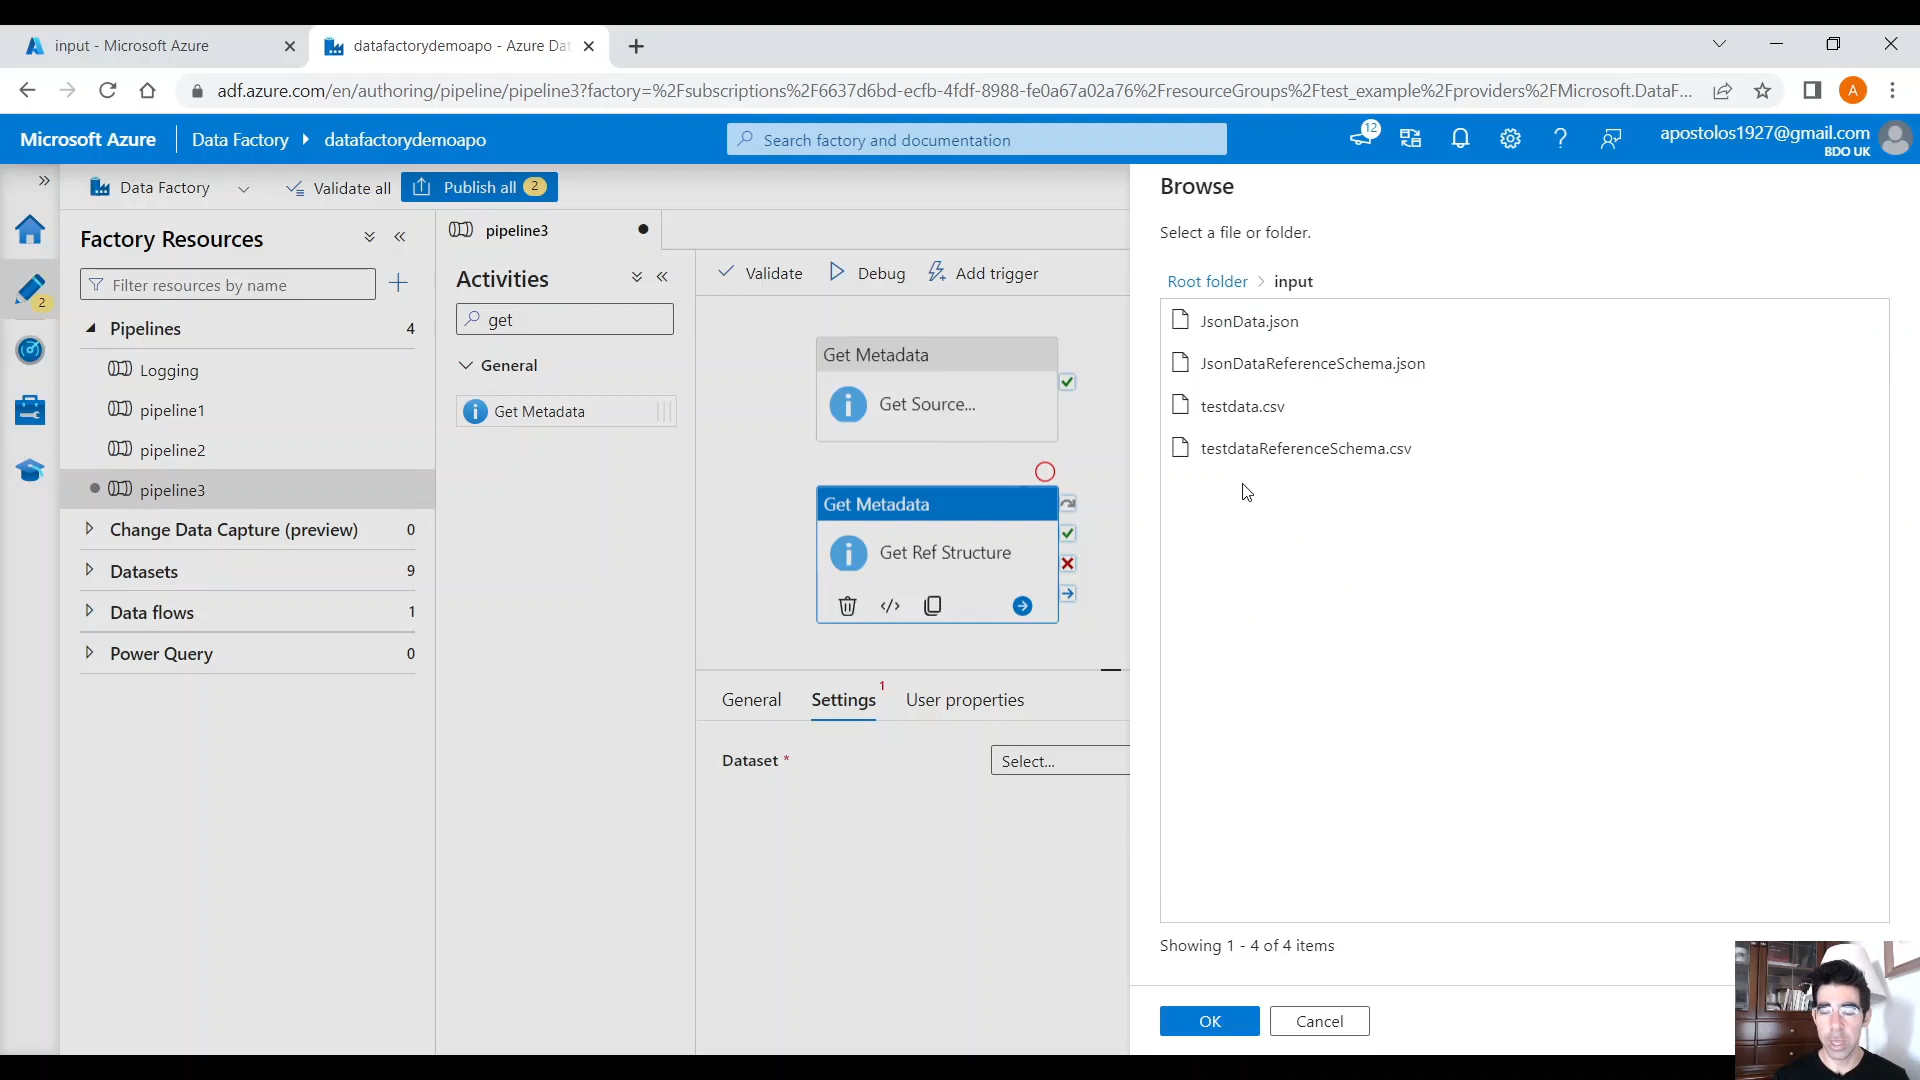 input - Microsoft Azure
datafactorydemoapo - Azure Dat
adf.azure.com/en/authoring/pipeline/pipeline3?factory=%2Fsubscriptions%2F6637d6bd-ecfb-4fdf-8988-fe0a67a02a76%2FresourceGroups%2Ftest_example%2Fproviders%2FMicrosoft.DataF...
A
Microsoft Azure
Data Factory
datafactorydemoapo
Search factory and documentation
12
apostolos1927@gmail.com
BDO UK
Data Factory
Validate all
Publish all 2
2
Factory Resources
Filter resources by name
Pipelines 4
Logging
pipeline1
pipeline2
pipeline3
Change Data Capture (preview) 0
Datasets 9
Data flows 1
Power Query 0
pipeline3
Activities
get
General
Get Metadata
Validate
Debug
Add trigger
Get Metadata
Get Source...
Get Metadata
Get Ref Structure
General
Settings 1
User properties
Dataset *
Select...
Browse
Select a file or folder.
Root folder > input
JsonData.json
JsonDataReferenceSchema.json
testdata.csv
testdataReferenceSchema.csv
Showing 1 - 4 of 4 items
OK
Cancel